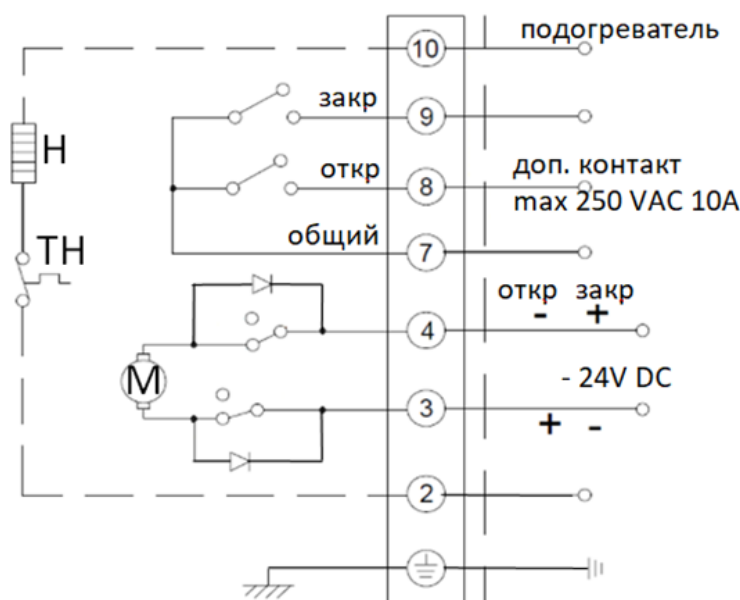 10 подогреватель
закр 9
H
откр 8 доп. контакт
max 250 VAC 10A
TH
общий 7
откр закр
4 - +
M
- 24V DC
3
+ -
2